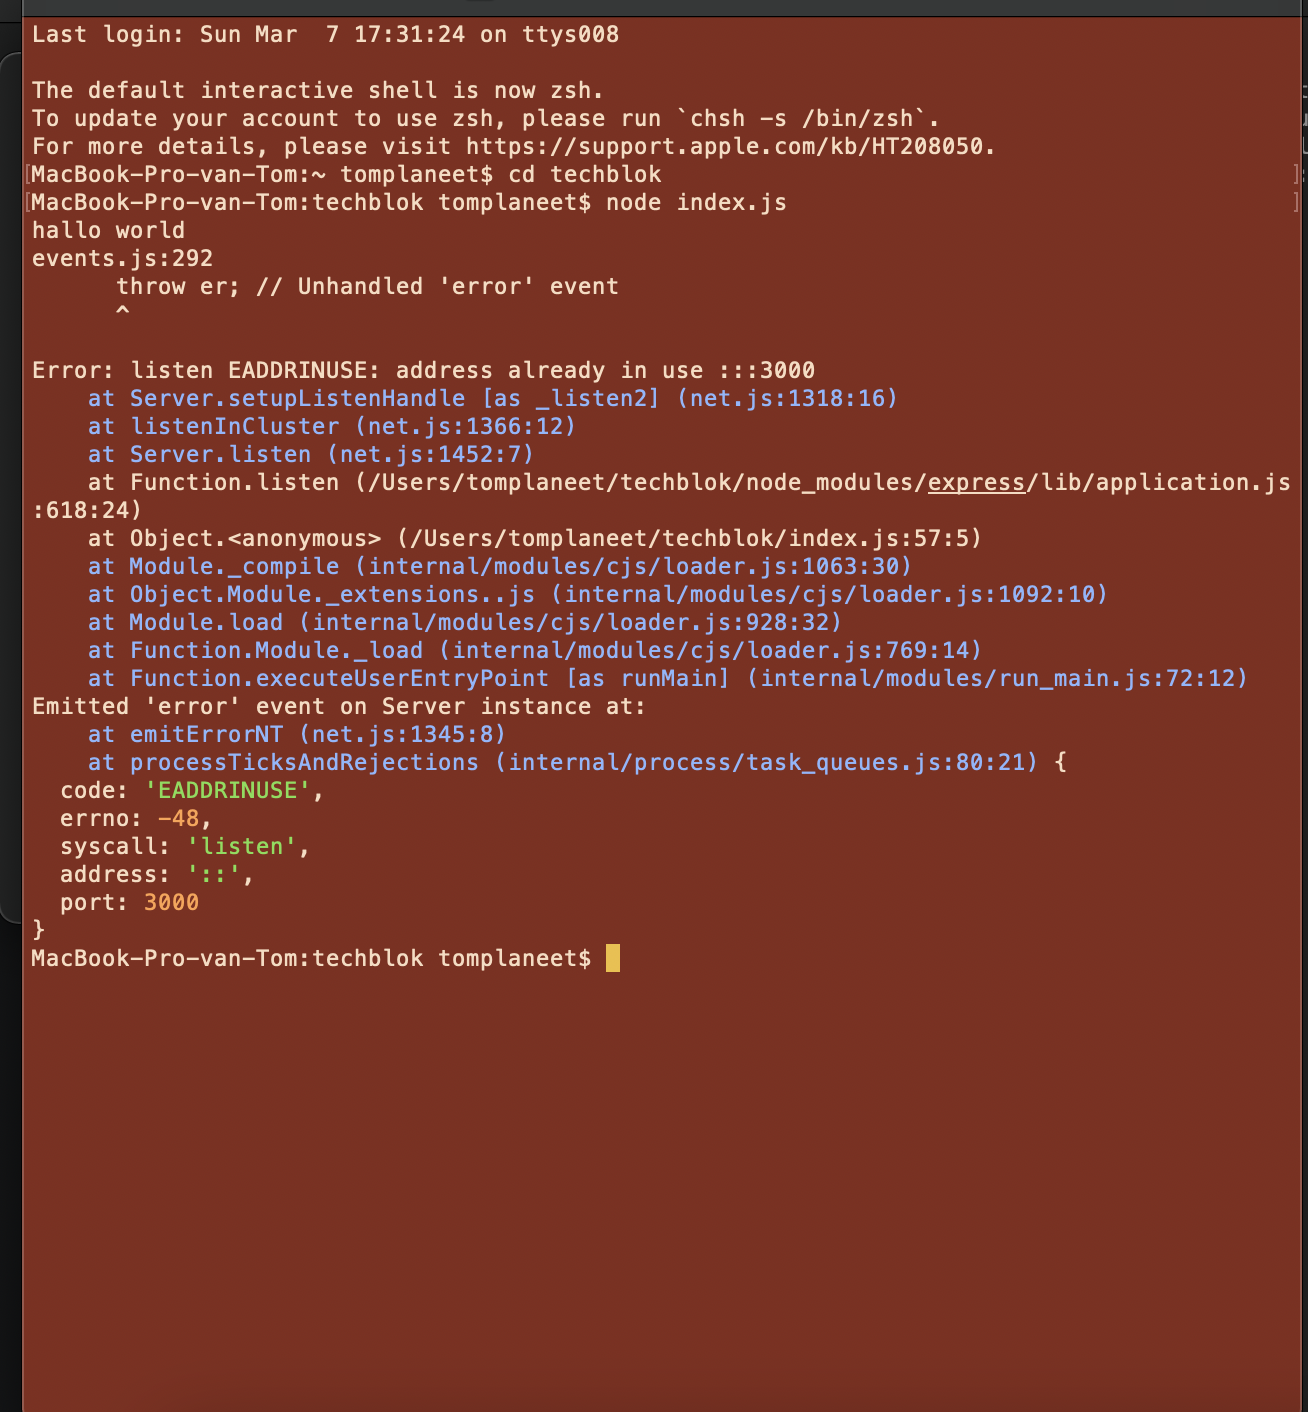 Last login: Sun Mar  7 17:31:24 on ttys008

The default interactive shell is now zsh.
To update your account to use zsh, please run `chsh -s /bin/zsh`.
For more details, please visit https://support.apple.com/kb/HT208050.
[MacBook-Pro-van-Tom:~ tomplaneet$ cd techblok ]
[MacBook-Pro-van-Tom:techblok tomplaneet$ node index.js ]
hallo world
events.js:292
      throw er; // Unhandled 'error' event
      ^

Error: listen EADDRINUSE: address already in use :::3000
    at Server.setupListenHandle [as _listen2] (net.js:1318:16)
    at listenInCluster (net.js:1366:12)
    at Server.listen (net.js:1452:7)
    at Function.listen (/Users/tomplaneet/techblok/node_modules/express/lib/application.js
:618:24)
    at Object.<anonymous> (/Users/tomplaneet/techblok/index.js:57:5)
    at Module._compile (internal/modules/cjs/loader.js:1063:30)
    at Object.Module._extensions..js (internal/modules/cjs/loader.js:1092:10)
    at Module.load (internal/modules/cjs/loader.js:928:32)
    at Function.Module._load (internal/modules/cjs/loader.js:769:14)
    at Function.executeUserEntryPoint [as runMain] (internal/modules/run_main.js:72:12)
Emitted 'error' event on Server instance at:
    at emitErrorNT (net.js:1345:8)
    at processTicksAndRejections (internal/process/task_queues.js:80:21) {
  code: 'EADDRINUSE',
  errno: -48,
  syscall: 'listen',
  address: '::',
  port: 3000
}
MacBook-Pro-van-Tom:techblok tomplaneet$